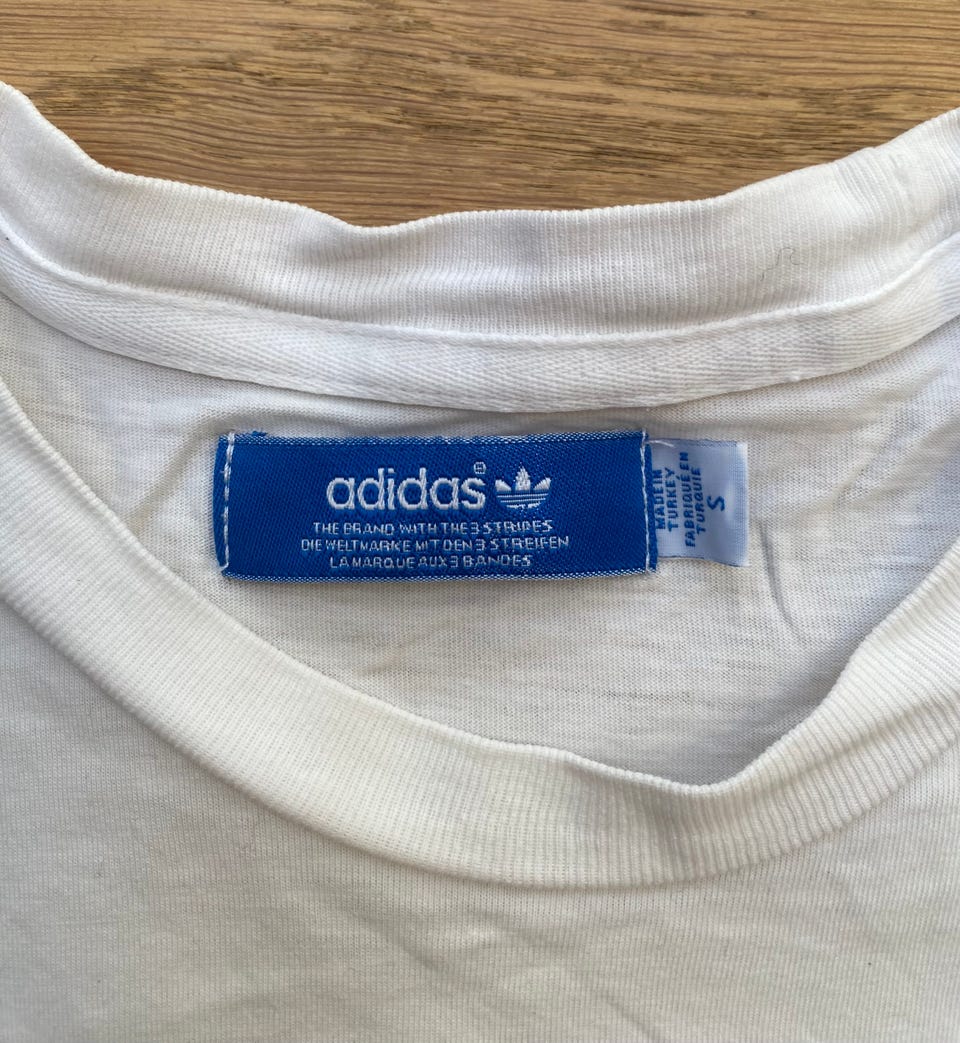 adidas®
THE BRAND WITH THE 3 STRIPES
DIE WELTMARKE MIT DEN 3 STREIFEN
LA MARQUE AUX 3 BANDES
MADE IN
TURKEY
FABRIQUÉ EN
TURQUIE
S